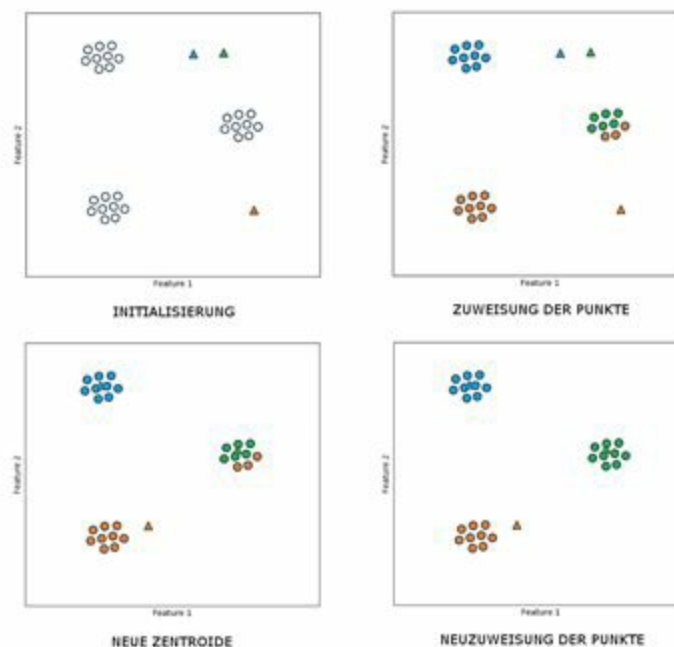 Feature 2
Feature 1
INITIALISIERUNG
Feature 2
Feature 1
ZUWEISUNG DER PUNKTE
Feature 2
Feature 1
NEUE ZENTROIDE
Feature 2
Feature 1
NEUZUWEISUNG DER PUNKTE